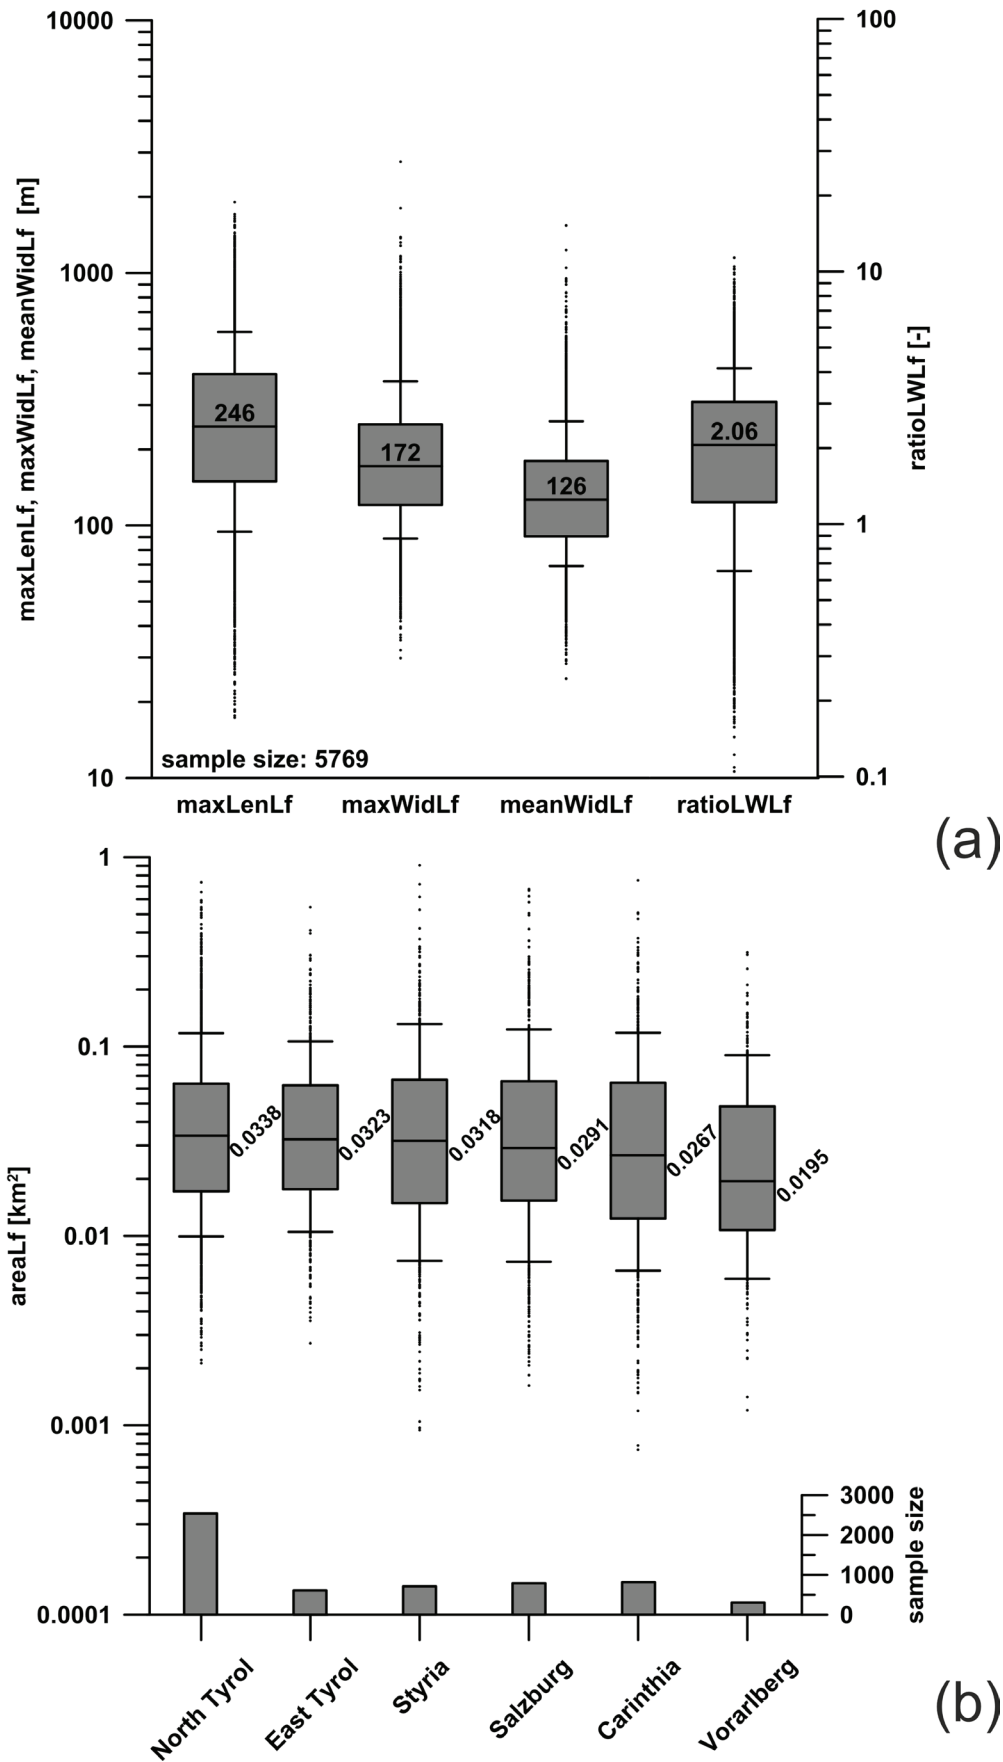 10000
1000
100
10
maxLenLf, maxWidLf, meanWidLf [m]
100
10
1
0.1
ratioLWLf [-]
246
172
126
2.06
sample size: 5769
maxLenLf maxWidLf meanWidLf ratioLWLf
(a)
1
0.1
0.01
0.001
0.0001
areaLf [km²]
0.0338
0.0323
0.0318
0.0291
0.0267
0.0195
3000
2000
1000
0
sample size
North Tyrol
East Tyrol
Styria
Salzburg
Carinthia
Vorarlberg
(b)